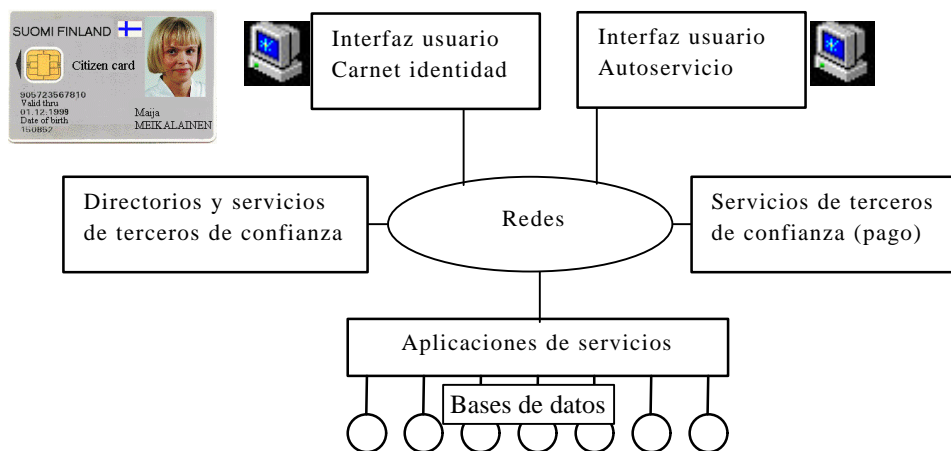 SUOMI FINLAND
Citizen card
905723567810
Valid thru
01.12.1999
Date of birth
150852
Maija
MEIKALAINEN
Interfaz usuario
Carnet identidad
Interfaz usuario
Autoservicio
Directorios y servicios
de terceros de confianza
Redes
Servicios de terceros
de confianza (pago)
Aplicaciones de servicios
Bases de datos